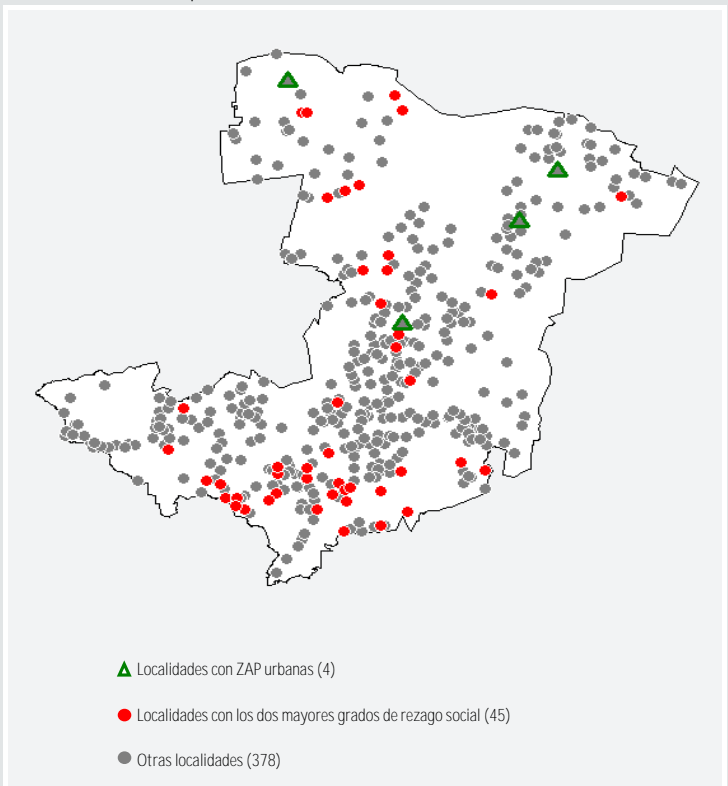 Localidades con ZAP urbanas (4)
Localidades con los dos mayores grados de rezago social (45)
Otras localidades (378)